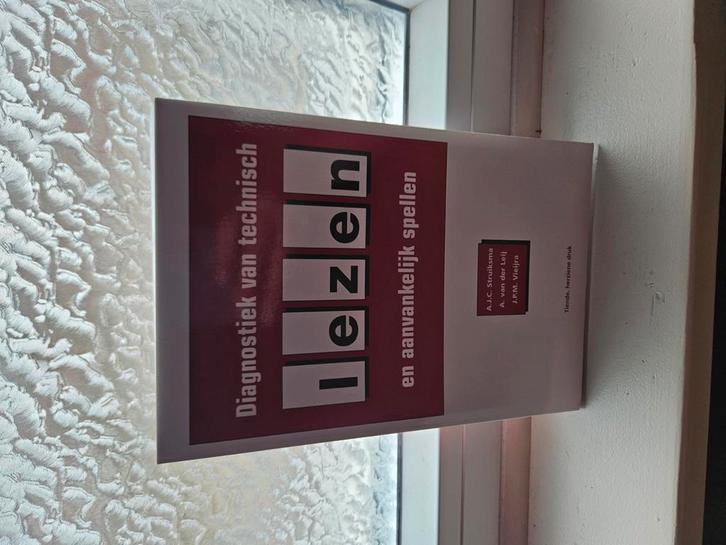 Diagnostiek van technisch
lezen
en aanvankelijk spellen
A.J.C. Struiksma
A. van der Leij
J.P.M. Vieijra
Tiende, herziene druk